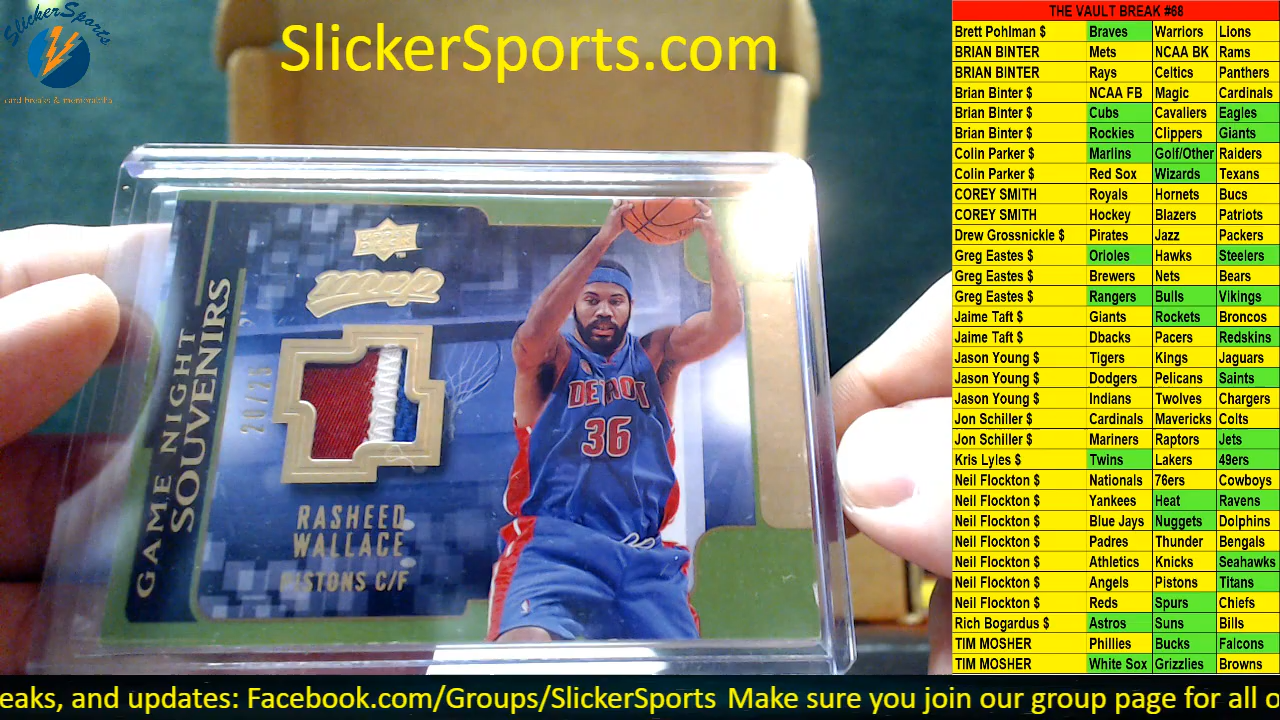 SlickerSports
card breaks & memorabilia
SlickerSports.com
GAME NIGHT
SOUVENIRS
UPPER DECK
20/25
RASHEED
WALLACE
PISTONS C/F
DETROIT
36
THE VAULT BREAK #68
Brett Pohlman $ Braves Warriors Lions
BRIAN BINTER Mets NCAA BK Rams
BRIAN BINTER Rays Celtics Panthers
Brian Binter $ NCAA FB Magic Cardinals
Brian Binter $ Cubs Cavaliers Eagles
Brian Binter $ Rockies Clippers Giants
Colin Parker $ Marlins Golf/Other Raiders
Colin Parker $ Red Sox Wizards Texans
COREY SMITH Royals Hornets Bucs
COREY SMITH Hockey Blazers Patriots
Drew Grossnickle $ Pirates Jazz Packers
Greg Eastes $ Orioles Hawks Steelers
Greg Eastes $ Brewers Nets Bears
Greg Eastes $ Rangers Bulls Vikings
Jaime Taft $ Giants Rockets Broncos
Jaime Taft $ Dbacks Pacers Redskins
Jason Young $ Tigers Kings Jaguars
Jason Young $ Dodgers Pelicans Saints
Jason Young $ Indians Twolves Chargers
Jon Schiller $ Cardinals Mavericks Colts
Jon Schiller $ Mariners Raptors Jets
Kris Lyles $ Twins Lakers 49ers
Neil Flockton $ Nationals 76ers Cowboys
Neil Flockton $ Yankees Heat Ravens
Neil Flockton $ Blue Jays Nuggets Dolphins
Neil Flockton $ Padres Thunder Bengals
Neil Flockton $ Athletics Knicks Seahawks
Neil Flockton $ Angels Pistons Titans
Neil Flockton $ Reds Spurs Chiefs
Rich Bogardus $ Astros Suns Bills
TIM MOSHER Phillies Bucks Falcons
TIM MOSHER White Sox Grizzlies Browns
eaks, and updates: Facebook.com/Groups/SlickerSports Make sure you join our group page for all o